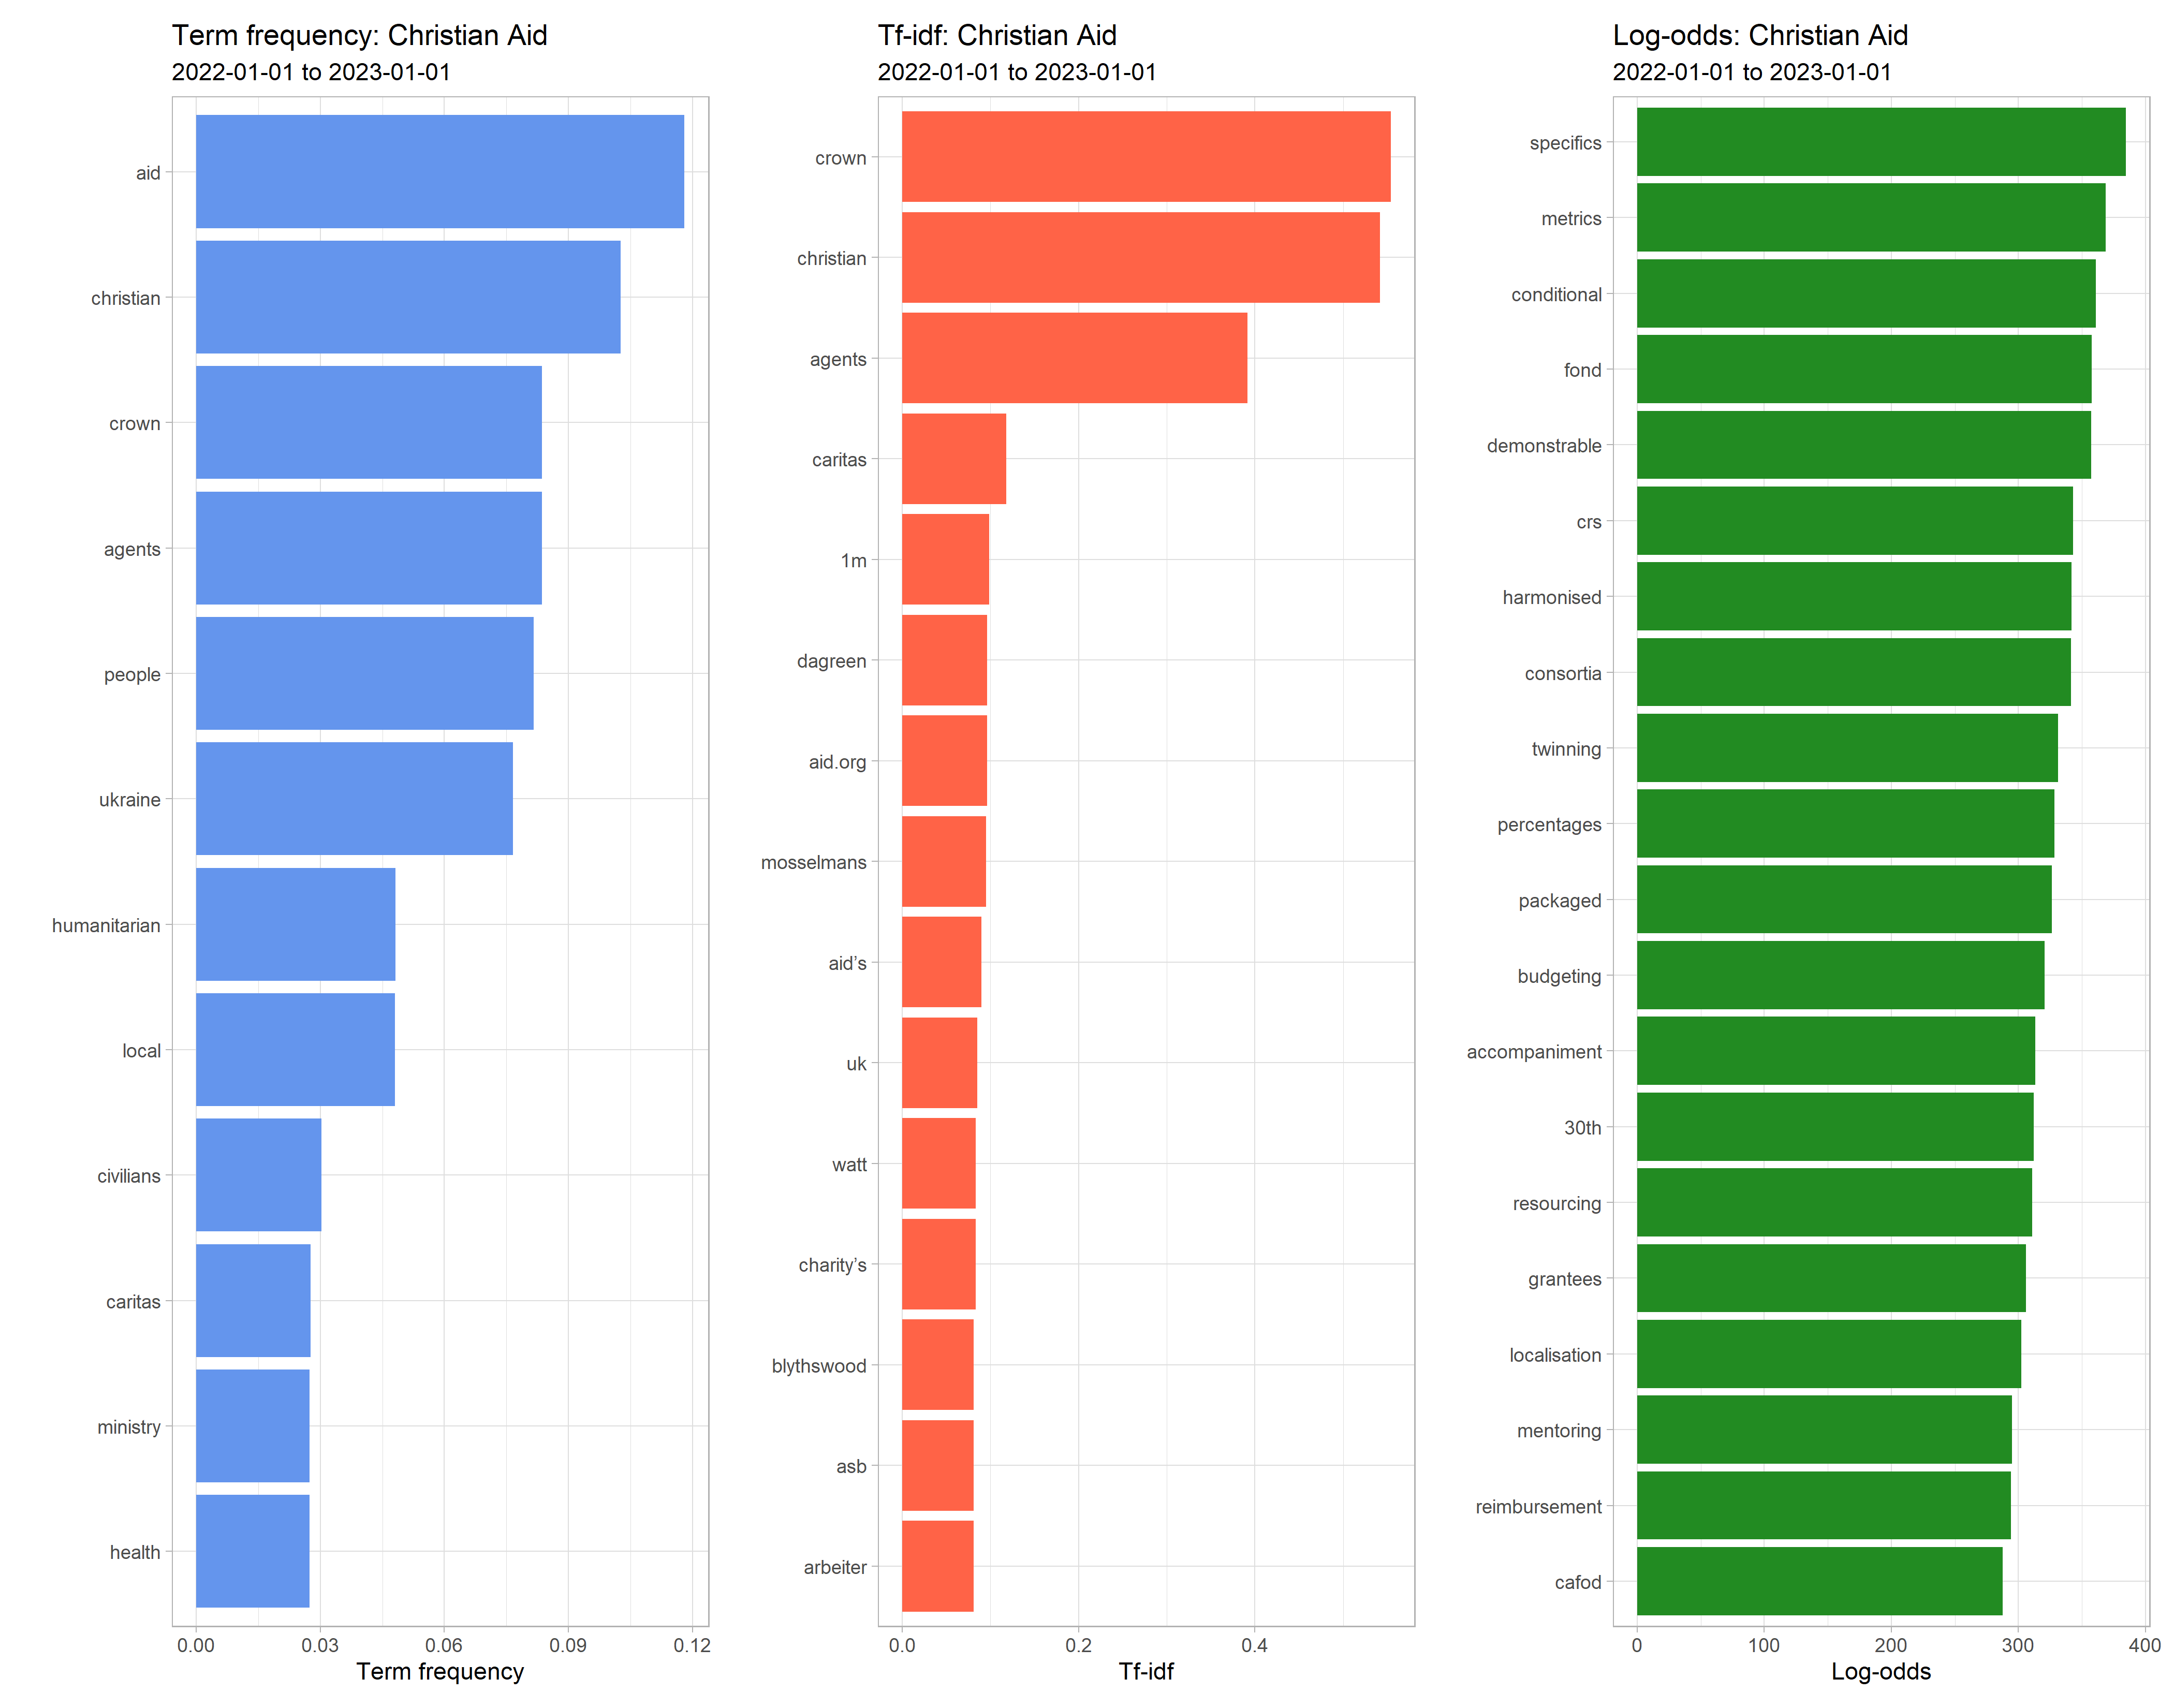 Term frequency: Christian Aid
2022-01-01 to 2023-01-01
aid
christian
crown
agents
people
ukraine
humanitarian
local
civilians
caritas
ministry
health
0.00 0.03 0.06 0.09 0.12
Term frequency
Tf-idf: Christian Aid
2022-01-01 to 2023-01-01
crown
christian
agents
caritas
1m
dagreen
aid.org
mosselmans
aid’s
uk
watt
charity’s
blythswood
asb
arbeiter
0.0 0.2 0.4
Tf-idf
Log-odds: Christian Aid
2022-01-01 to 2023-01-01
specifics
metrics
conditional
fond
demonstrable
crs
harmonised
consortia
twinning
percentages
packaged
budgeting
accompaniment
30th
resourcing
grantees
localisation
mentoring
reimbursement
cafod
0 100 200 300 400
Log-odds